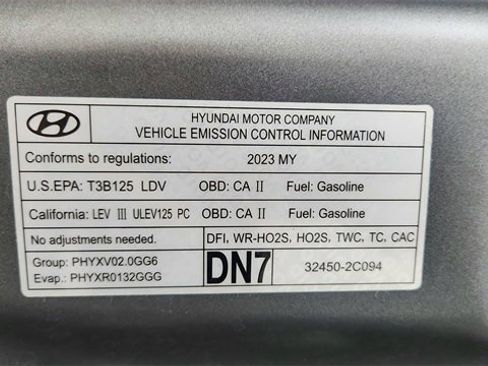 HYUNDAI MOTOR COMPANY
VEHICLE EMISSION CONTROL INFORMATION
Conforms to regulations: 2023 MY
U.S.EPA: T3B125 LDV OBD: CA II Fuel: Gasoline
California: LEV III ULEV125 PC OBD: CA II Fuel: Gasoline
No adjustments needed. DFI, WR-HO2S, HO2S, TWC, TC, CAC
Group: PHYXV02.0GG6
Evap.: PHYXR0132GGG
DN7
32450-2C094